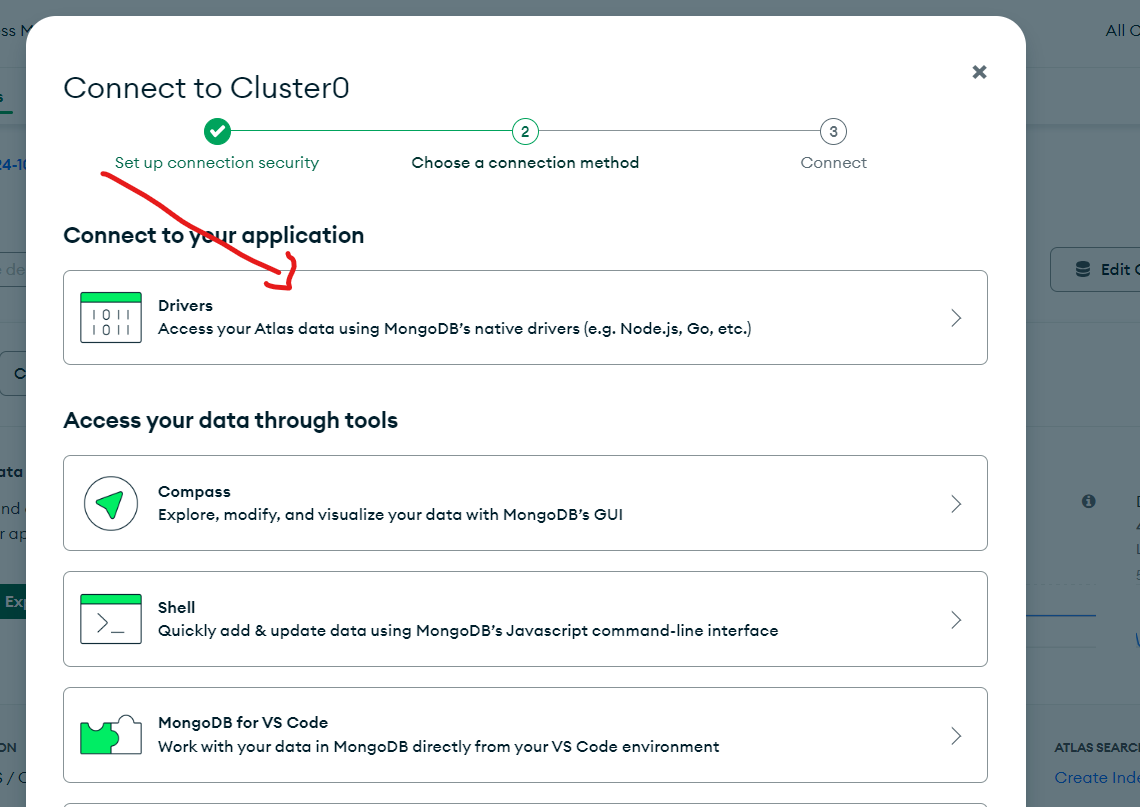 All
Connect to Cluster0
2
3
Set up connection security
Choose a connection method
Connect
24-10
Connect to your application
Edit
Drivers
Access your Atlas data using MongoDB's native drivers (e.g. Node.js, Go, etc.)
1011
1011
Access your data through tools
Compass
Explore, modify, and visualize your data with MongoDB's GUI
Shell
Quickly add & update data using MongoDB's Javascript command-line interface
MongoDB for VS Code
Work with your data in MongoDB directly from your VS Code environment
ATLAS SEARC
Create Inde